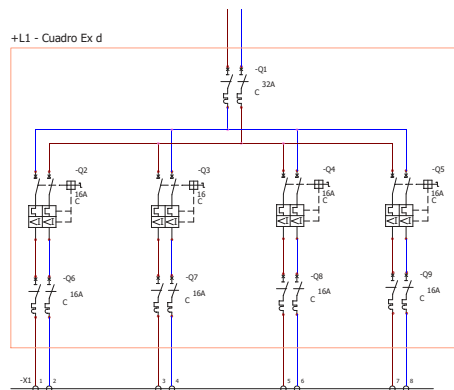 +L1 - Cuadro Ex d
-Q1
32A
C
-Q2
16A
C
-Q3
16
C
-Q4
16A
C
-Q5
16A
C
-Q6
16A
C
-Q7
16A
C
-Q8
16A
C
-Q9
16A
C
-X1 1 2 3 4 5 6 7 8